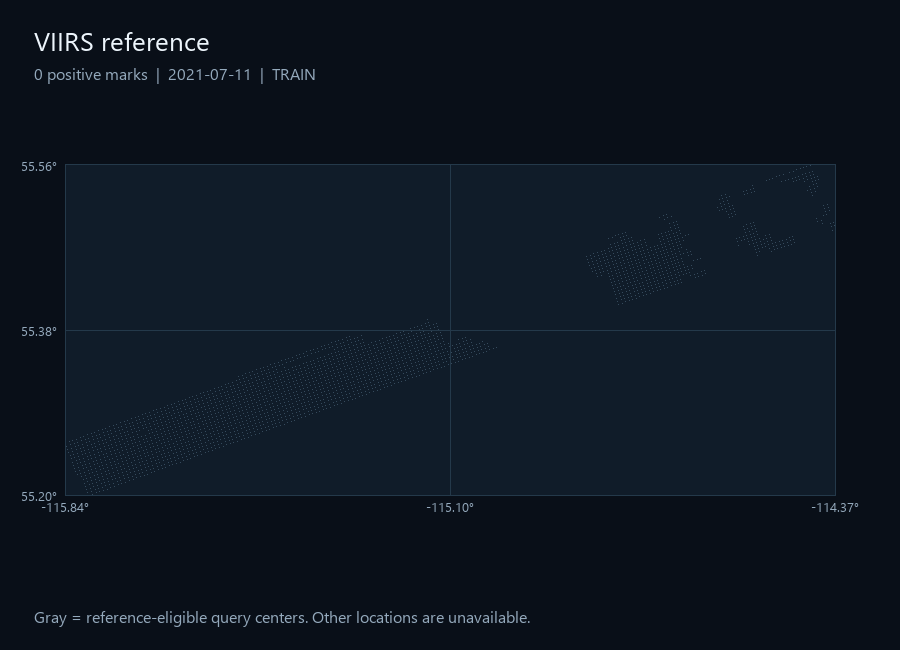 VIIRS reference
0 positive marks | 2021-07-11 | TRAIN
55.56°
55.38°
55.20°
-115.84°
-115.10°
-114.37°
Gray = reference-eligible query centers. Other locations are unavailable.